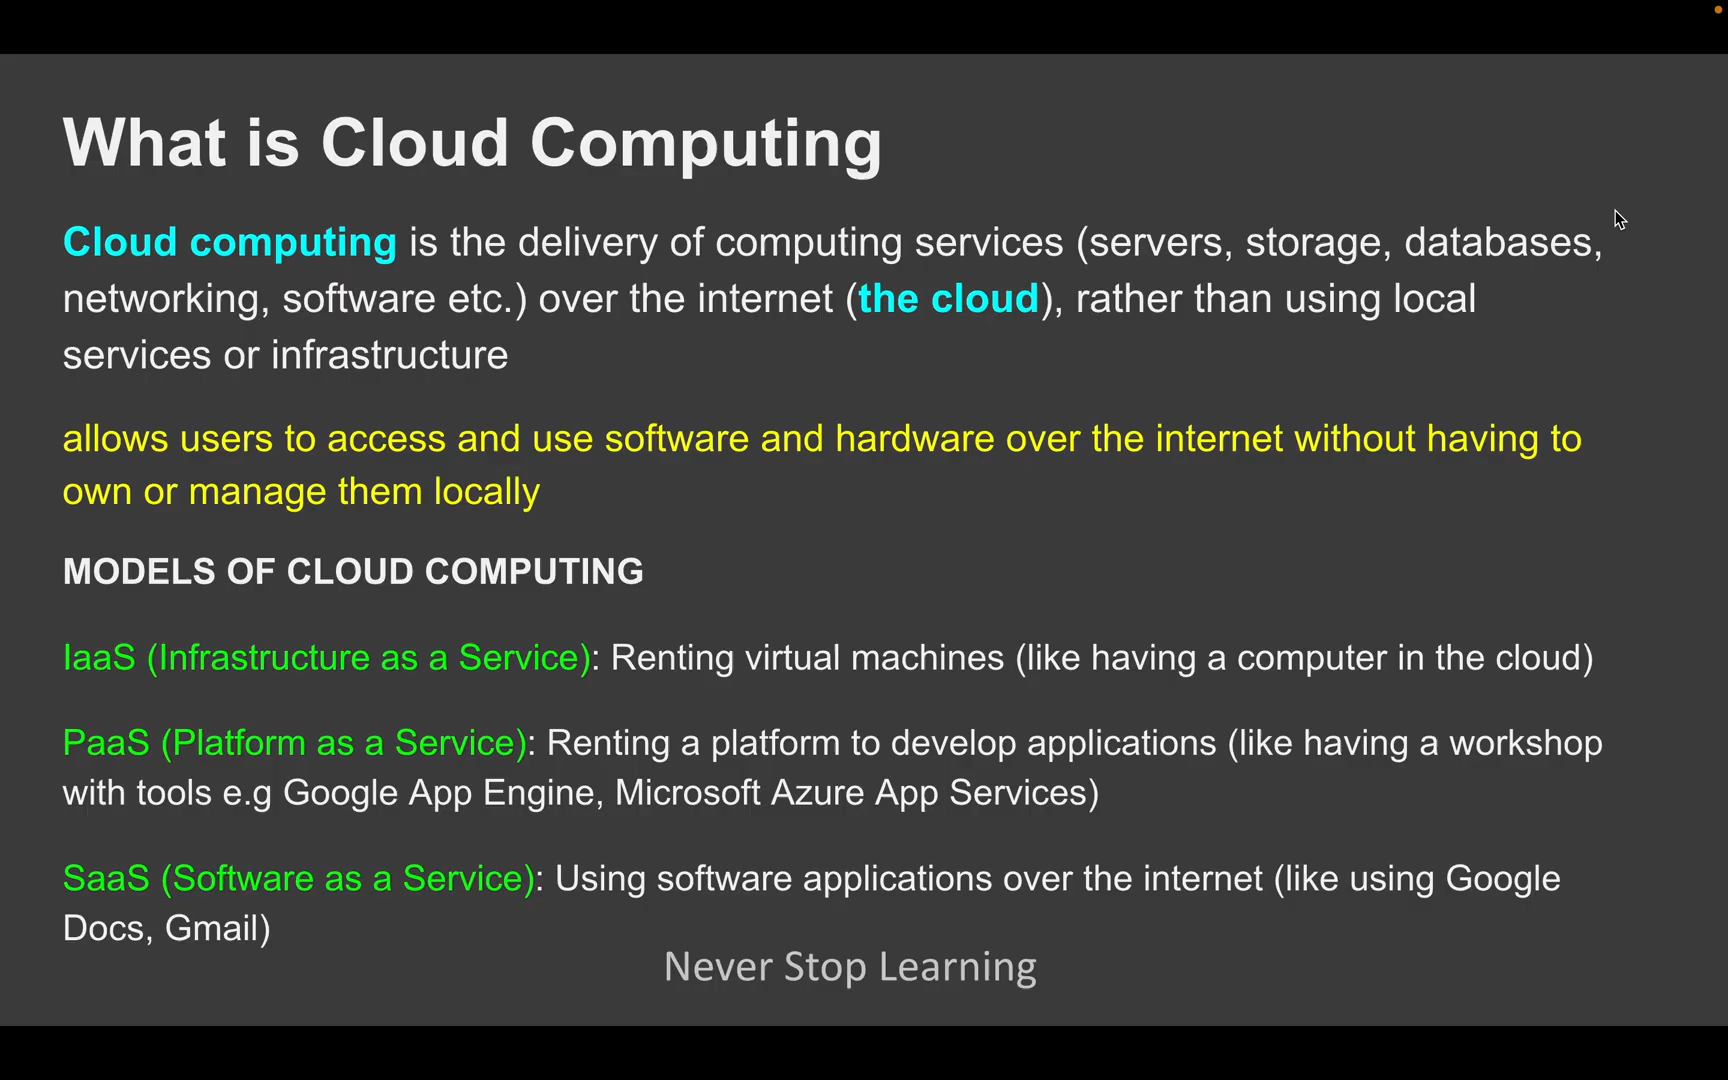 What is Cloud Computing
Cloud computing is the delivery of computing services (servers, storage, databases,
networking, software etc.) over the internet (the cloud), rather than using local
services or infrastructure
allows users to access and use software and hardware over the internet without having to
own or manage them locally
MODELS OF CLOUD COMPUTING
IaaS (Infrastructure as a Service): Renting virtual machines (like having a computer in the cloud)
PaaS (Platform as a Service): Renting a platform to develop applications (like having a workshop
with tools e.g Google App Engine, Microsoft Azure App Services)
SaaS (Software as a Service): Using software applications over the internet (like using Google
Docs, Gmail)
Never Stop Learning